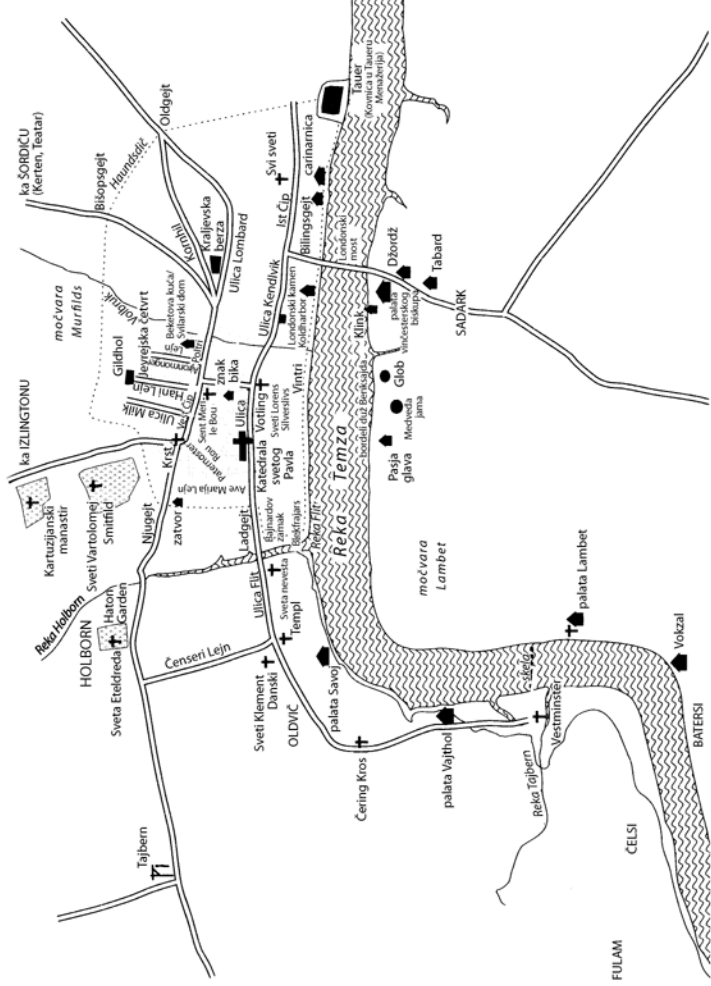 ka ŠORDIČU
(Kerten, Teatar)
Bišopsgejt
Haundsdič
Oldgejt
ka IZLINGTONU
močvara
Murfilds
Volbruk
Kornhil
Kraljevska
berza
Ulica Lombard
Kartuzijanski
manastir
Sveti Vartolomej
Smitfild
Gildhol
Jevrejska četvrt
Beketova kuća/
Svilarski dom
Ulica Milk
Hani Lejn
Ajronmonger
Lejn
Poltri
Vest Čip
Krst
Sent Meri
le Bou
znak
bika
Reka Holborn
HOLBORN
Haton
Garden
Sveta Eteldreda
Njugejt
zatvor
Paternoster
Rou
Ave Marija Lejn
Katedrala
svetog
Pavla
Ulica
Votling
Sveti Lorens
Silverslivs
Vintri
Ulica Kendlvik
Londonski kamen
Koldharbor
Ist Čip
Svi sveti
Bilingsgejt
carinarnica
Tauer
(Kovnica u Taueru
Menažerija)
Londonski
most
Tajbern
Čenseri Lejn
Ulica Flit
Ladgejt
Bajnardov
zamak
Blekfrajars
Reka Flit
Sveta nevesta
Templ
Sveti Klement
Danski
OLDVIČ
palata Savoj
Čering Kros
palata Vajthol
Reka Temza
bordeli duž Benksajda
Klink
palata
vinčesterskog
biskupa
Džordž
Tabard
SADARK
Glob
Medveđa
jama
Pasja
glava
močvara
Lambet
palata Lambet
skela
Vestminster
Reka Tajbern
Vokzal
BATERSI
ČELSI
FULAM